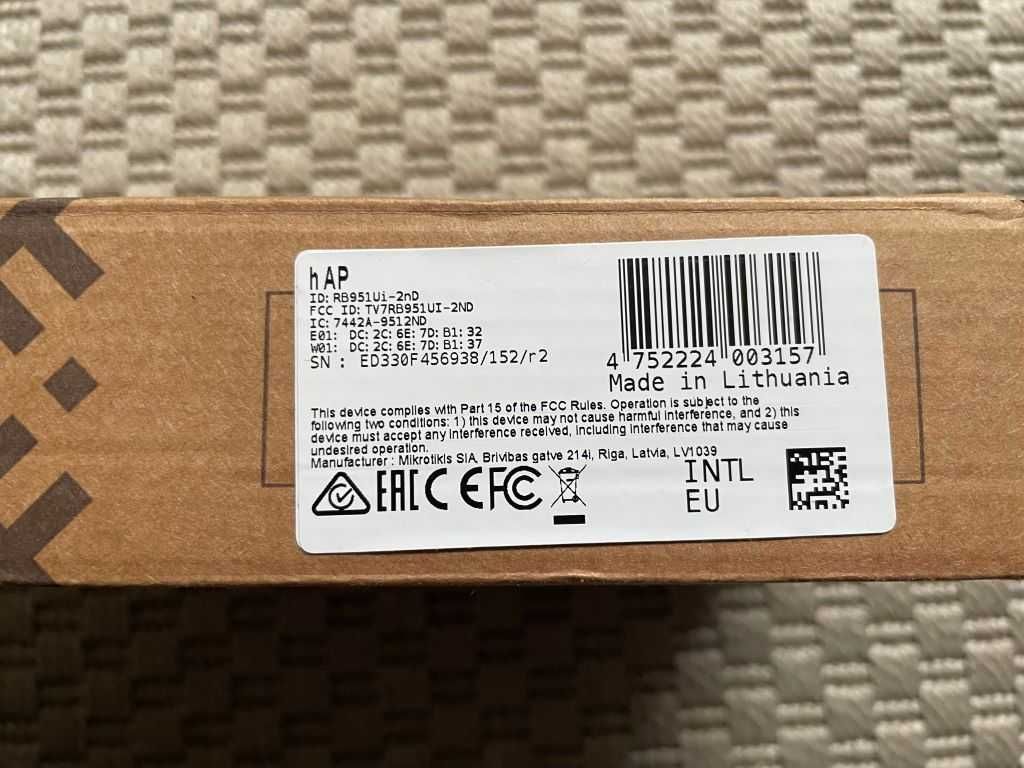 hAP
ID: RB951Ui-2nD
FCC ID: TV7RB951UI-2ND
IC: 7442A-9512ND
E01: DC: 2C: 6E: 7D: B1: 32
W01: DC: 2C: 6E: 7D: B1: 37
SN : ED330F456938/152/r2
4 752224 003157
Made in Lithuania
This device complies with Part 15 of the FCC Rules. Operation is subject to the
following two conditions: 1) this device may not cause harmful interference, and 2) this
device must accept any interference received, including interference that may cause
undesired operation.
Manufacturer : Mikrotikls SIA, Brivibas gatve 214i, Riga, Latvia, LV1039
EAC CE FC
INTL
EU